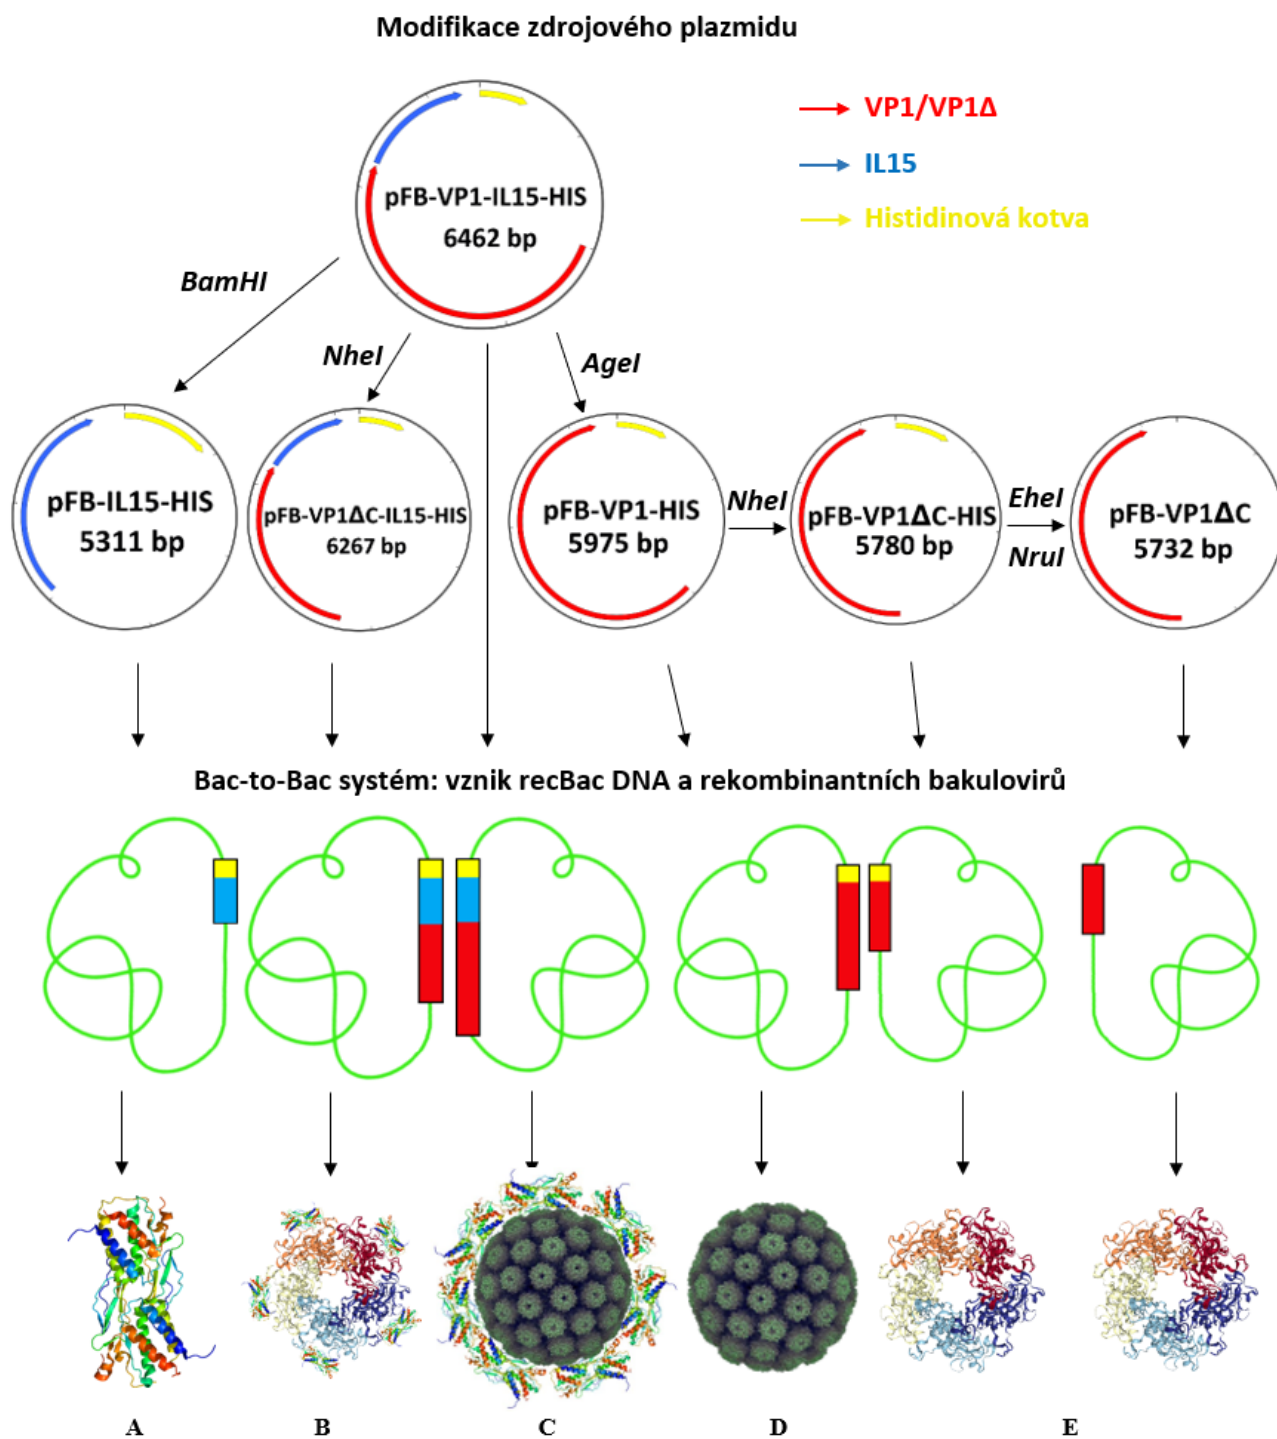 Modifikace zdrojového plazmidu
VP1/VP1Δ
IL15
Histidinová kotva
pFB-VP1-IL15-HIS
6462 bp
BamHI
NheI
AgeI
pFB-IL15-HIS
5311 bp
pFB-VP1ΔC-IL15-HIS
6267 bp
pFB-VP1-HIS
5975 bp
NheI
pFB-VP1ΔC-HIS
5780 bp
EheI
NruI
pFB-VP1ΔC
5732 bp
Bac-to-Bac systém: vznik recBac DNA a rekombinantních bakulovirů
A B C D E